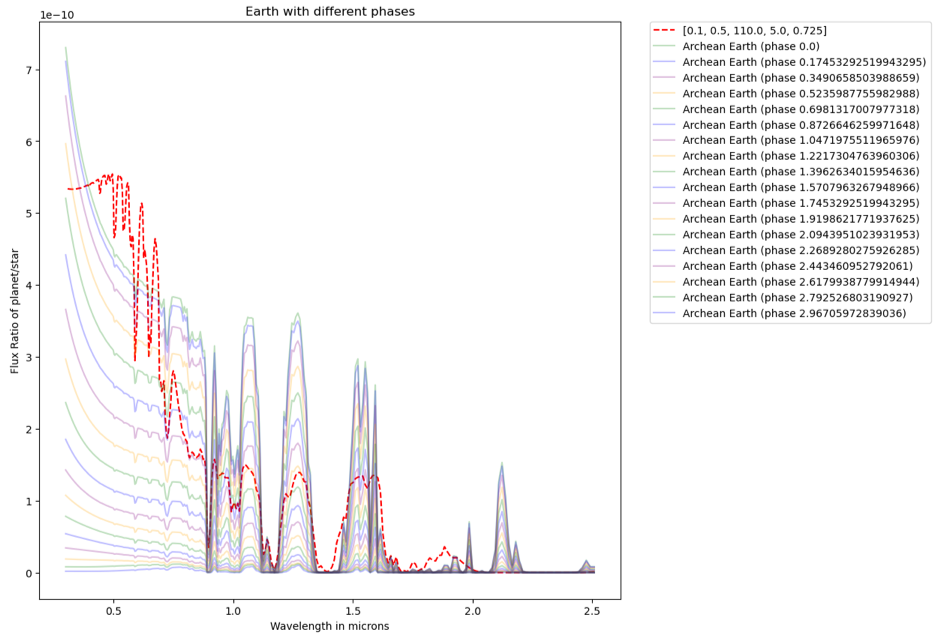 Earth with different phases
1e−10
7
6
5
4
3
2
1
0
Flux Ratio of planet/star
0.5
1.0
1.5
2.0
2.5
Wavelength in microns
[0.1, 0.5, 110.0, 5.0, 0.725]
Archean Earth (phase 0.0)
Archean Earth (phase 0.17453292519943295)
Archean Earth (phase 0.3490658503988659)
Archean Earth (phase 0.5235987755982988)
Archean Earth (phase 0.6981317007977318)
Archean Earth (phase 0.8726646259971648)
Archean Earth (phase 1.0471975511965976)
Archean Earth (phase 1.2217304763960306)
Archean Earth (phase 1.3962634015954636)
Archean Earth (phase 1.5707963267948966)
Archean Earth (phase 1.7453292519943295)
Archean Earth (phase 1.9198621771937625)
Archean Earth (phase 2.0943951023931953)
Archean Earth (phase 2.2689280275926285)
Archean Earth (phase 2.443460952792061)
Archean Earth (phase 2.6179938779914944)
Archean Earth (phase 2.792526803190927)
Archean Earth (phase 2.96705972839036)